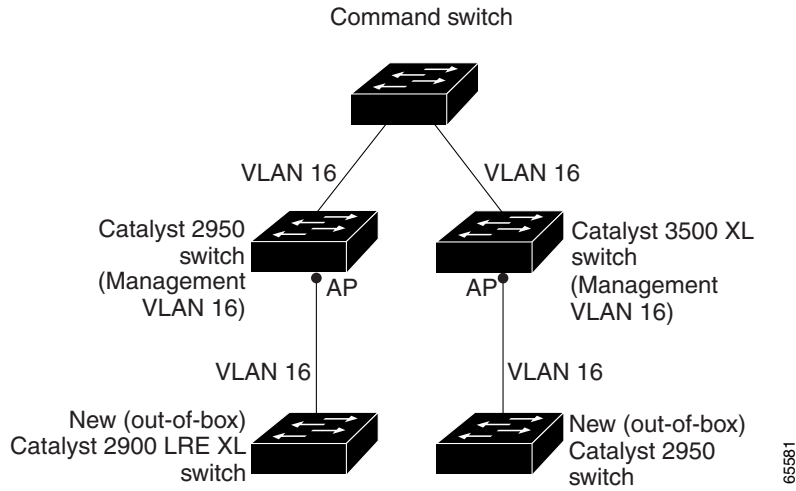 Command switch
VLAN 16
VLAN 16
Catalyst 2950
switch
(Management
VLAN 16)
AP
AP
Catalyst 3500 XL
switch
(Management
VLAN 16)
VLAN 16
VLAN 16
New (out-of-box)
Catalyst 2900 LRE XL
switch
New (out-of-box)
Catalyst 2950
switch
65581